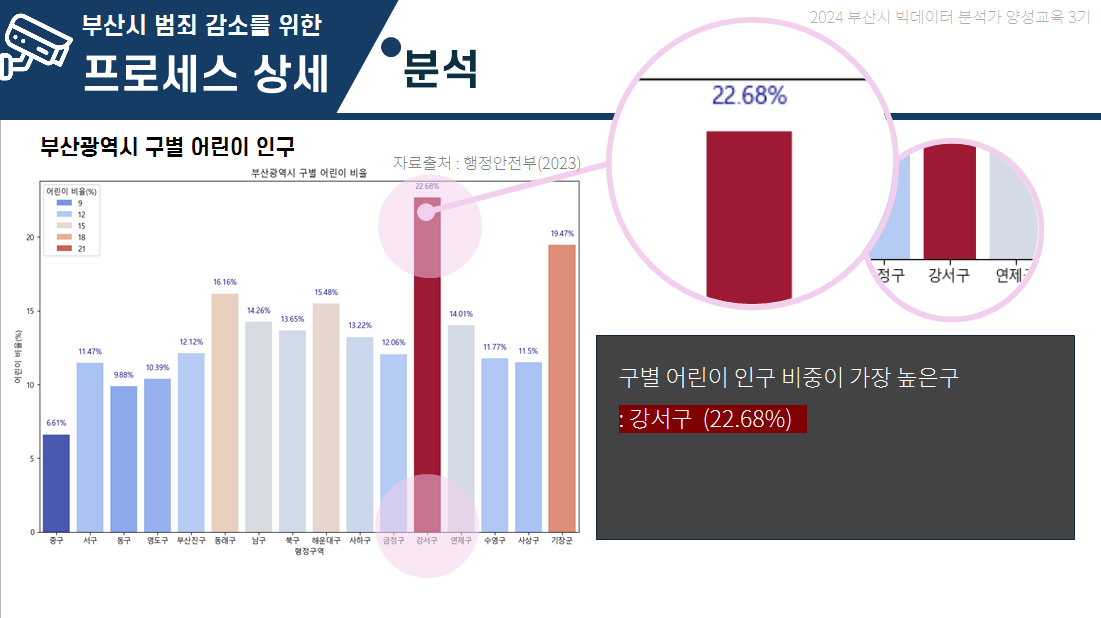 부산시 범죄 감소를 위한
프로세스 상세
분석
2024 부산시 빅데이터 분석가 양성교육 3기
부산광역시 구별 어린이 인구
자료출처 : 행정안전부(2023)
부산광역시 구별 어린이 비율
어린이 비율(%)
9
12
15
18
21
어린이 비율(%)
20
15
10
5
0
6.61%
11.47%
9.88%
10.39%
12.12%
16.16%
14.26%
13.65%
15.48%
13.22%
12.06%
22.68%
14.01%
11.77%
11.5%
19.47%
중구 서구 동구 영도구 부산진구 동래구 남구 북구 해운대구 사하구 금정구 강서구 연제구 수영구 사상구 기장군
행정구역
22.68%
정구 강서구 연제구
구별 어린이 인구 비중이 가장 높은구
: 강서구 (22.68%)